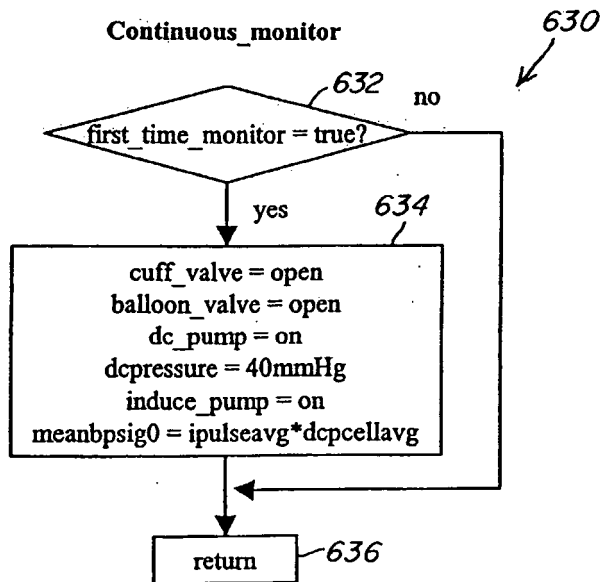 Continuous_monitor
630
632
no
first_time_monitor = true?
yes
634
cuff_valve = open
balloon_valve = open
dc_pump = on
dcpressure = 40mmHg
induce_pump = on
meanbpsig0 = ipulseavg*dcpcellavg
return
636